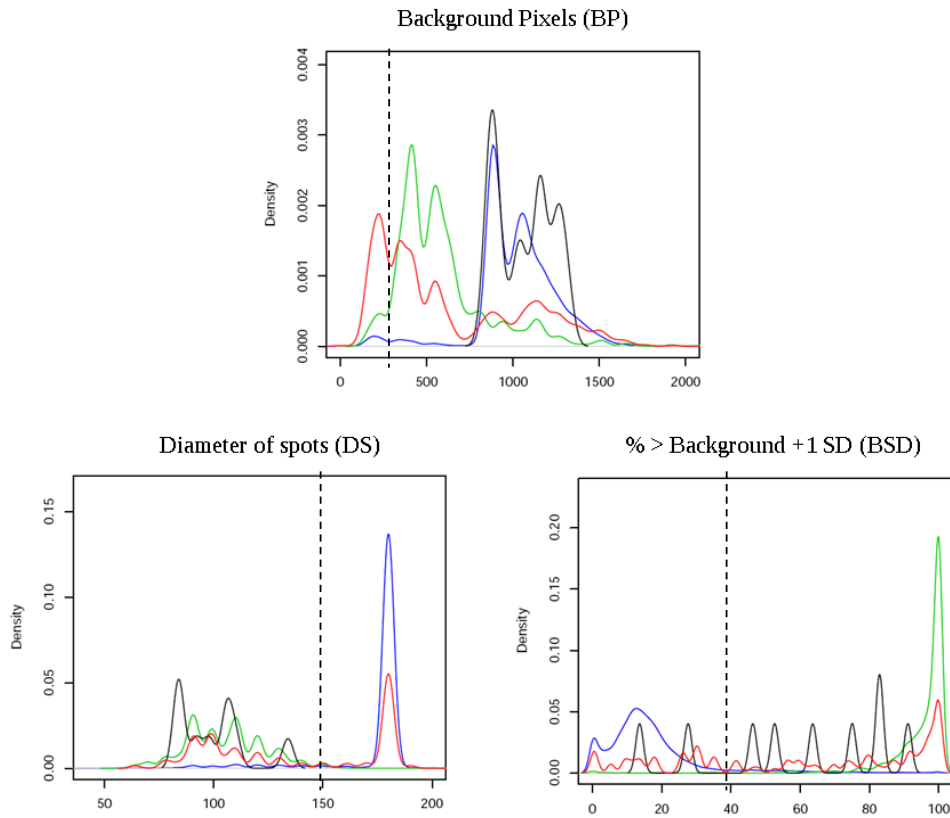 Background Pixels (BP)
0.004
0.003
0.002
0.001
0.000
Density
0 500 1000 1500 2000
Diameter of spots (DS)
0.15
0.10
0.05
0.00
Density
50 100 150 200
% > Background +1 SD (BSD)
0.20
0.15
0.10
0.05
0.00
Density
0 20 40 60 80 100